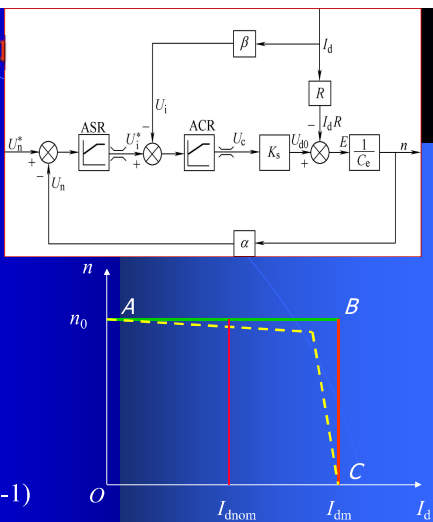 β
I_d
U_i
R
ASR
ACR
I_dR
U_n^*
U_i^*
U_c
U_d0
E
n
+
−
+
−
K_s
+
−
1
C_e
U_n
α
n
A
B
n_0
C
-1)
O
I_dnom
I_dm
I_d